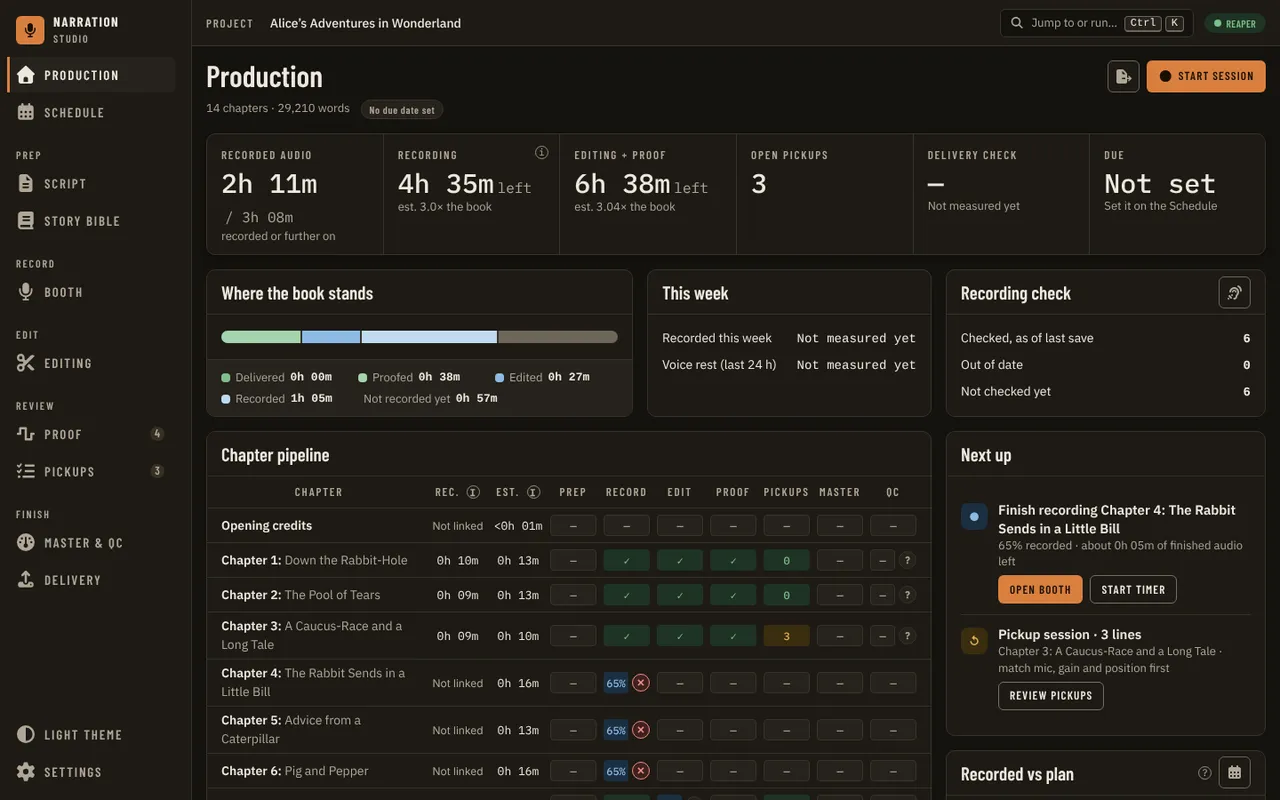 NARRATION
STUDIO
PRODUCTION
SCHEDULE
PREP
SCRIPT
STORY BIBLE
RECORD
BOOTH
EDIT
EDITING
REVIEW
PROOF 4
PICKUPS 3
FINISH
MASTER & QC
DELIVERY
LIGHT THEME
SETTINGS
PROJECT Alice's Adventures in Wonderland
Jump to or run... Ctrl K
REAPER
Production
14 chapters · 29,210 words No due date set
START SESSION
RECORDED AUDIO
2h 11m
/ 3h 08m
recorded or further on
RECORDING
4h 35m left
est. 3.0× the book
EDITING + PROOF
6h 38m left
est. 3.04× the book
OPEN PICKUPS
3
DELIVERY CHECK
—
Not measured yet
DUE
Not set
Set it on the Schedule
Where the book stands
Delivered 0h 00m Proofed 0h 38m Edited 0h 27m
Recorded 1h 05m Not recorded yet 0h 57m
This week
Recorded this week Not measured yet
Voice rest (last 24 h) Not measured yet
Recording check
Checked, as of last save 6
Out of date 0
Not checked yet 6
Chapter pipeline
CHAPTER REC. EST. PREP RECORD EDIT PROOF PICKUPS MASTER QC
Opening credits Not linked <0h 01m — — — — — — —
Chapter 1: Down the Rabbit-Hole 0h 10m 0h 13m — ✓ ✓ ✓ 0 — — ?
Chapter 2: The Pool of Tears 0h 09m 0h 13m — ✓ ✓ ✓ 0 — — ?
Chapter 3: A Caucus-Race and a
Long Tale 0h 09m 0h 10m — ✓ ✓ ✓ 3 — — ?
Chapter 4: The Rabbit Sends in a
Little Bill Not linked 0h 16m — 65% — — — — —
Chapter 5: Advice from a
Caterpillar Not linked 0h 13m — 65% — — — — —
Chapter 6: Pig and Pepper Not linked 0h 16m — 65% — — — — —
Next up
Finish recording Chapter 4: The Rabbit
Sends in a Little Bill
65% recorded · about 0h 05m of finished audio
left
OPEN BOOTH START TIMER
Pickup session · 3 lines
Chapter 3: A Caucus-Race and a Long Tale ·
match mic, gain and position first
REVIEW PICKUPS
Recorded vs plan ?